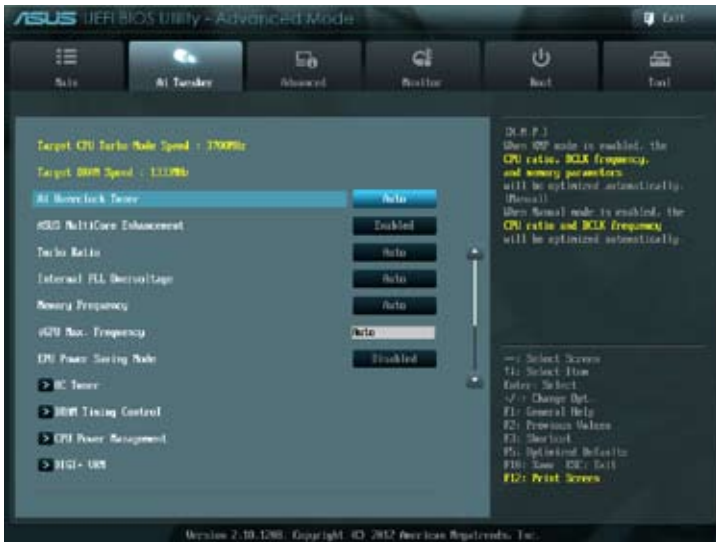 ASUS UEFI BIOS Utility - Advanced Mode
Exit
Main
Ai Tweaker
Advanced
Monitor
Boot
Tool
Target CPU Turbo Mode Speed : 3700MHz
Target DRAM Speed : 1333MHz
Ai Overclock Tuner
Auto
ASUS MultiCore Enhancement
Enabled
Turbo Ratio
Auto
Internal PLL Overvoltage
Auto
Memory Frequency
Auto
iGPU Max. Frequency
Auto
EPU Power Saving Mode
Disabled
> OC Tuner
> DRAM Timing Control
> CPU Power Management
> DIGI+ VRM
[X.M.P.]
When XMP mode is enabled, the
CPU ratio, BCLK frequency,
and memory parameters
will be optimized automatically.
[Manual]
When Manual mode is enabled, the
CPU ratio and BCLK frequency
will be optimized automatically.
Select Screen
Select Item
Enter: Select
+/-: Change Opt.
F1: General Help
F2: Previous Values
F3: Shortcut
F5: Optimized Defaults
F10: Save ESC: Exit
F12: Print Screen
Version 2.10.1208. Copyright (C) 2012 American Megatrends, Inc.